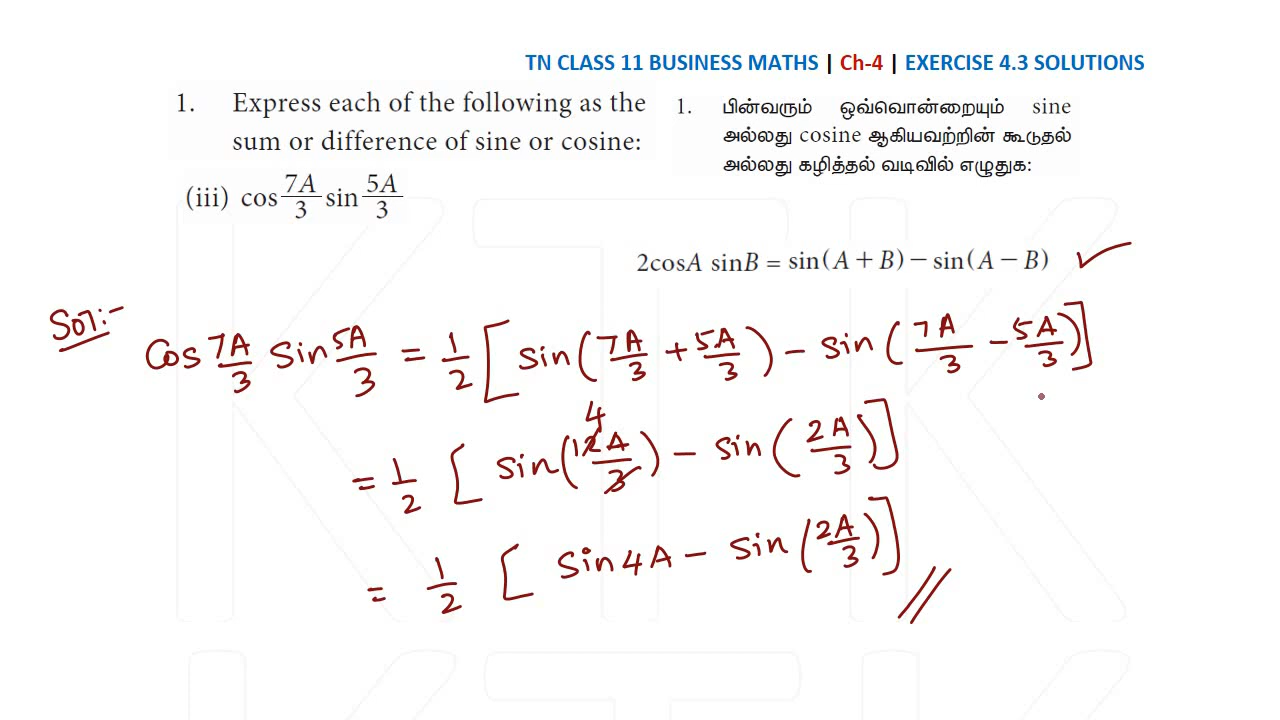 TN CLASS 11 BUSINESS MATHS | Ch-4 | EXERCISE 4.3 SOLUTIONS
1. Express each of the following as the
sum or difference of sine or cosine:
(iii) cos 7A/3 sin 5A/3
1. பின்வரும் ஒவ்வொன்றையும் sine
அல்லது cosine ஆகியவற்றின் கூடுதல்
அல்லது கழித்தல் வடிவில் எழுதுக:
2cosA sinB = sin(A + B) − sin(A − B) ✓
Sol:-
Cos 7A/3 Sin 5A/3 = 1/2 [ sin(7A/3 + 5A/3) − sin(7A/3 − 5A/3)]
4
= 1/2 [ sin(12A/3) − sin(2A/3)]
= 1/2 [ sin4A − sin(2A/3)] //
KTK
KTK